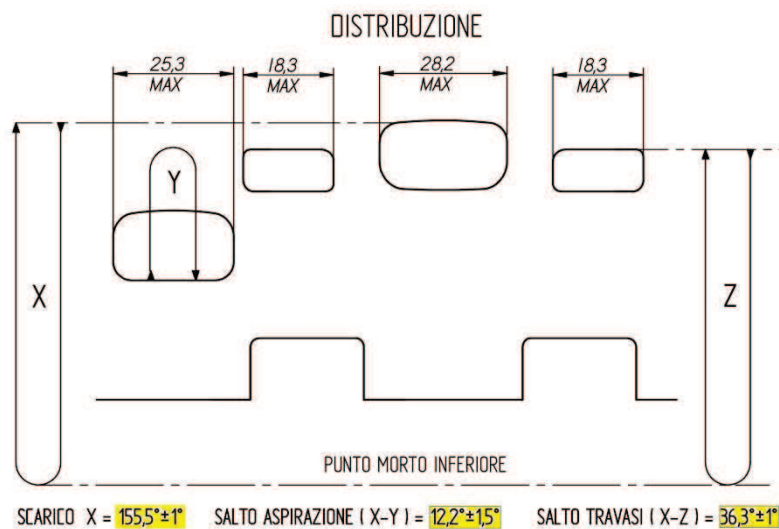 DISTRIBUZIONE
25,3 18,3 28,2 18,3
MAX MAX MAX MAX
Y
X
Z
PUNTO MORTO INFERIORE
SCARICO X = 155,5°±1° SALTO ASPIRAZIONE ( X-Y ) = 12,2°±1,5° SALTO TRAVASI ( X-Z ) = 36,3°±1°